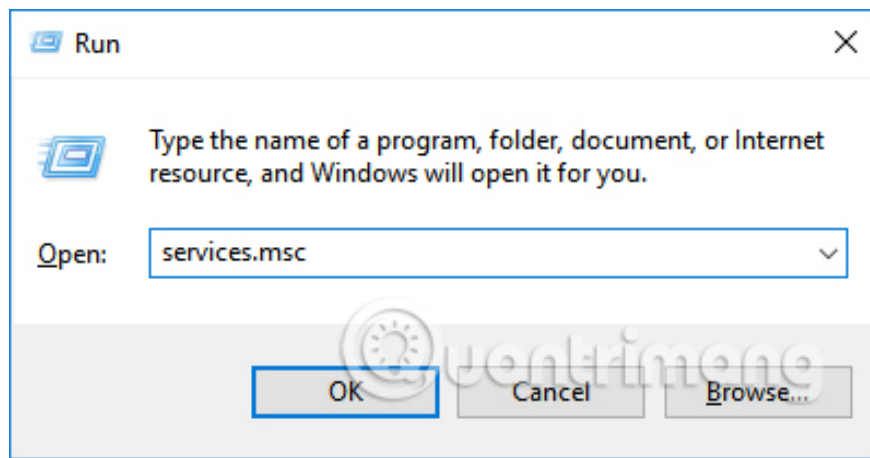 Run
Type the name of a program, folder, document, or Internet
resource, and Windows will open it for you.
Open: services.msc
Quantrimang
OK Cancel Browse...